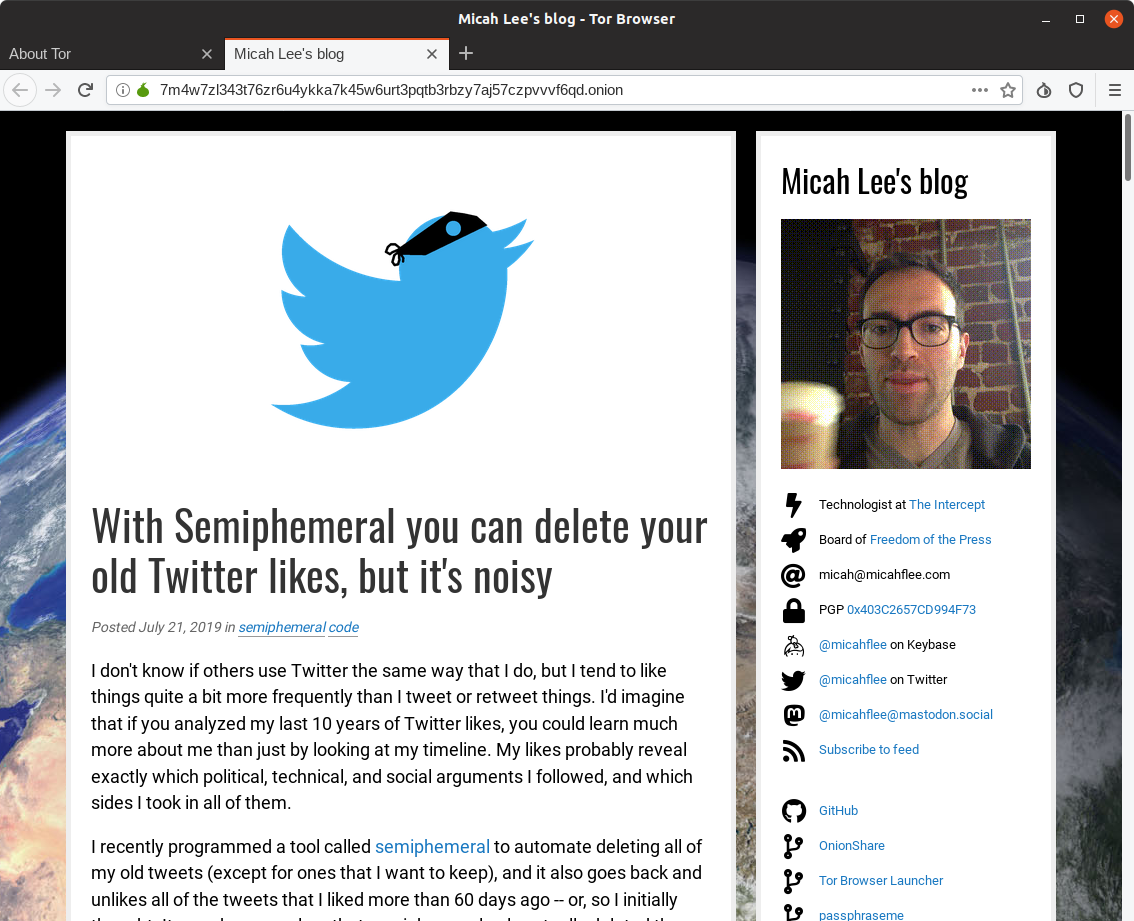 Micah Lee's blog - Tor Browser
About Tor
Micah Lee's blog
7m4w7zl343t76zr6u4ykka7k45w6urt3pqtb3rbzy7aj57czpvvvf6qd.onion
With Semiphemeral you can delete your
old Twitter likes, but it's noisy
Posted July 21, 2019 in semiphemeral code
I don't know if others use Twitter the same way that I do, but I tend to like
things quite a bit more frequently than I tweet or retweet things. I'd imagine
that if you analyzed my last 10 years of Twitter likes, you could learn much
more about me than just by looking at my timeline. My likes probably reveal
exactly which political, technical, and social arguments I followed, and which
sides I took in all of them.
I recently programmed a tool called semiphemeral to automate deleting all of
my old tweets (except for ones that I want to keep), and it also goes back and
unlikes all of the tweets that I liked more than 60 days ago -- or, so I initially
Micah Lee's blog
Technologist at The Intercept
Board of Freedom of the Press
micah@micahflee.com
PGP 0x403C2657CD994F73
@micahflee on Keybase
@micahflee on Twitter
@micahflee@mastodon.social
Subscribe to feed
GitHub
OnionShare
Tor Browser Launcher
passphraseme